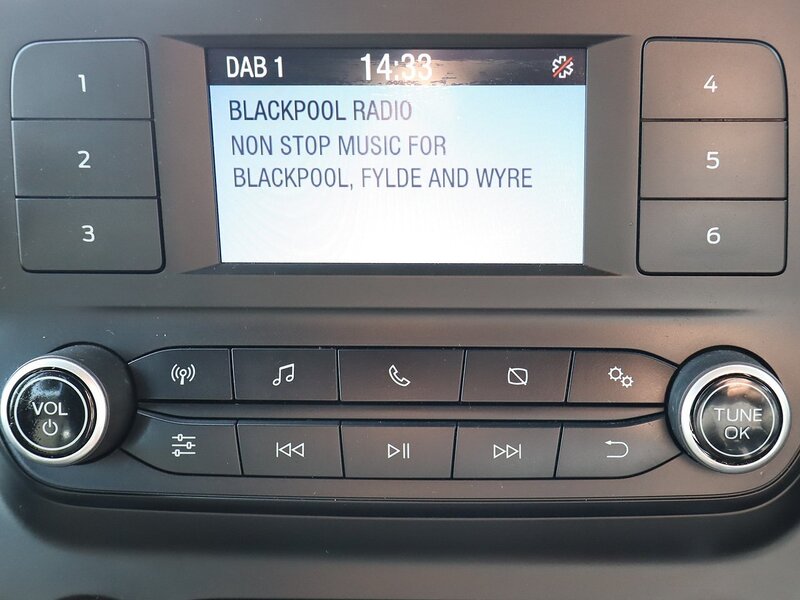 1
2
3
DAB 1 14:33
BLACKPOOL RADIO
NON STOP MUSIC FOR
BLACKPOOL, FYLDE AND WYRE
4
5
6
VOL
TUNE
OK